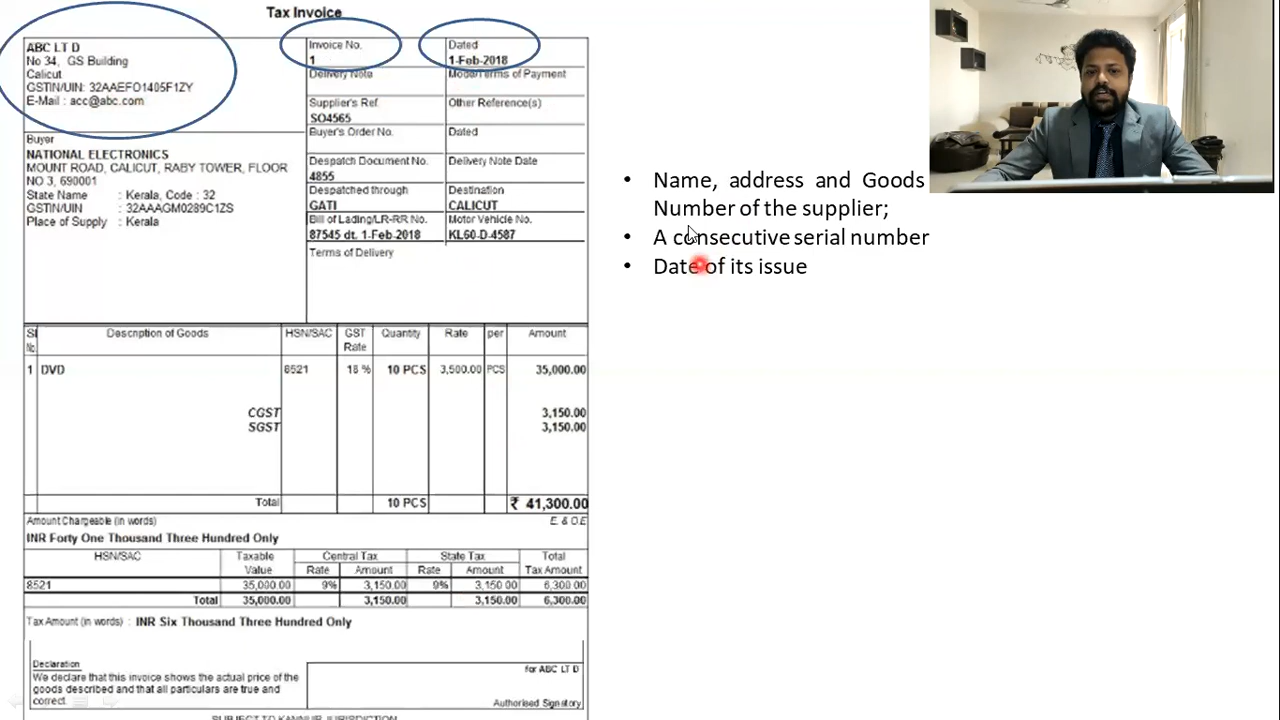 Tax Invoice
ABC LT D
No 34, GS Building
Calicut
GSTIN/UIN: 32AAEFO1405F1ZY
E-Mail : acc@abc.com
Buyer
NATIONAL ELECTRONICS
MOUNT ROAD, CALICUT, RABY TOWER, FLOOR
NO 3, 690001
State Name : Kerala, Code : 32
GSTIN/UIN : 32AAAGM0289C1ZS
Place of Supply : Kerala
Invoice No. Dated
1 1-Feb-2018
Delivery Note Mode/Terms of Payment
Supplier's Ref. Other Reference(s)
SO4565
Buyer's Order No. Dated
Despatch Document No. Delivery Note Date
4855
Despatched through Destination
GATI CALICUT
Bill of Lading/LR-RR No. Motor Vehicle No.
87545 dt. 1-Feb-2018 KL60-D-4587
Terms of Delivery
Sl Description of Goods HSN/SAC GST Quantity Rate per Amount
No. Rate
1 DVD 8521 18 % 10 PCS 3,500.00 PCS 35,000.00
CGST 3,150.00
SGST 3,150.00
Total 10 PCS ₹ 41,300.00
Amount Chargeable (in words) E. & O.E
INR Forty One Thousand Three Hundred Only
HSN/SAC Taxable Central Tax State Tax Total
Value Rate Amount Rate Amount Tax Amount
8521 35,000.00 9% 3,150.00 9% 3,150.00 6,300.00
Total 35,000.00 3,150.00 3,150.00 6,300.00
Tax Amount (in words) : INR Six Thousand Three Hundred Only
Declaration
We declare that this invoice shows the actual price of the
goods described and that all particulars are true and
correct.
for ABC LT D
Authorised Signatory
SUBJECT TO KANNUR JURISDICTION
• Name, address and Goods
Number of the supplier;
• A consecutive serial number
• Date of its issue